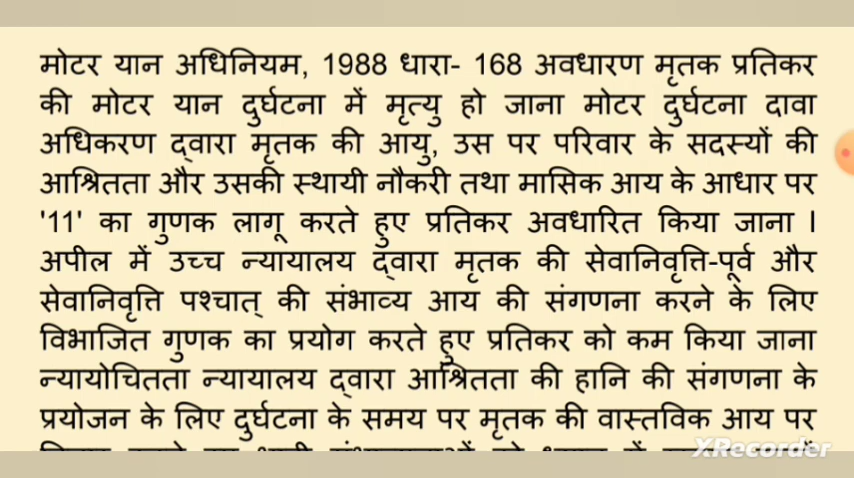 मोटर यान अधिनियम, 1988 धारा- 168 अवधारण मृतक प्रतिकर
की मोटर यान दुर्घटना में मृत्यु हो जाना मोटर दुर्घटना दावा
अधिकरण द्वारा मृतक की आयु, उस पर परिवार के सदस्यों की
आश्रितता और उसकी स्थायी नौकरी तथा मासिक आय के आधार पर
'11' का गुणक लागू करते हुए प्रतिकर अवधारित किया जाना l
अपील में उच्च न्यायालय द्वारा मृतक की सेवानिवृत्ति-पूर्व और
सेवानिवृत्ति पश्चात् की संभाव्य आय की संगणना करने के लिए
विभाजित गुणक का प्रयोग करते हुए प्रतिकर को कम किया जाना
न्यायोचितता न्यायालय द्वारा आश्रितता की हानि की संगणना के
प्रयोजन के लिए दुर्घटना के समय पर मृतक की वास्तविक आय पर
XRecorder